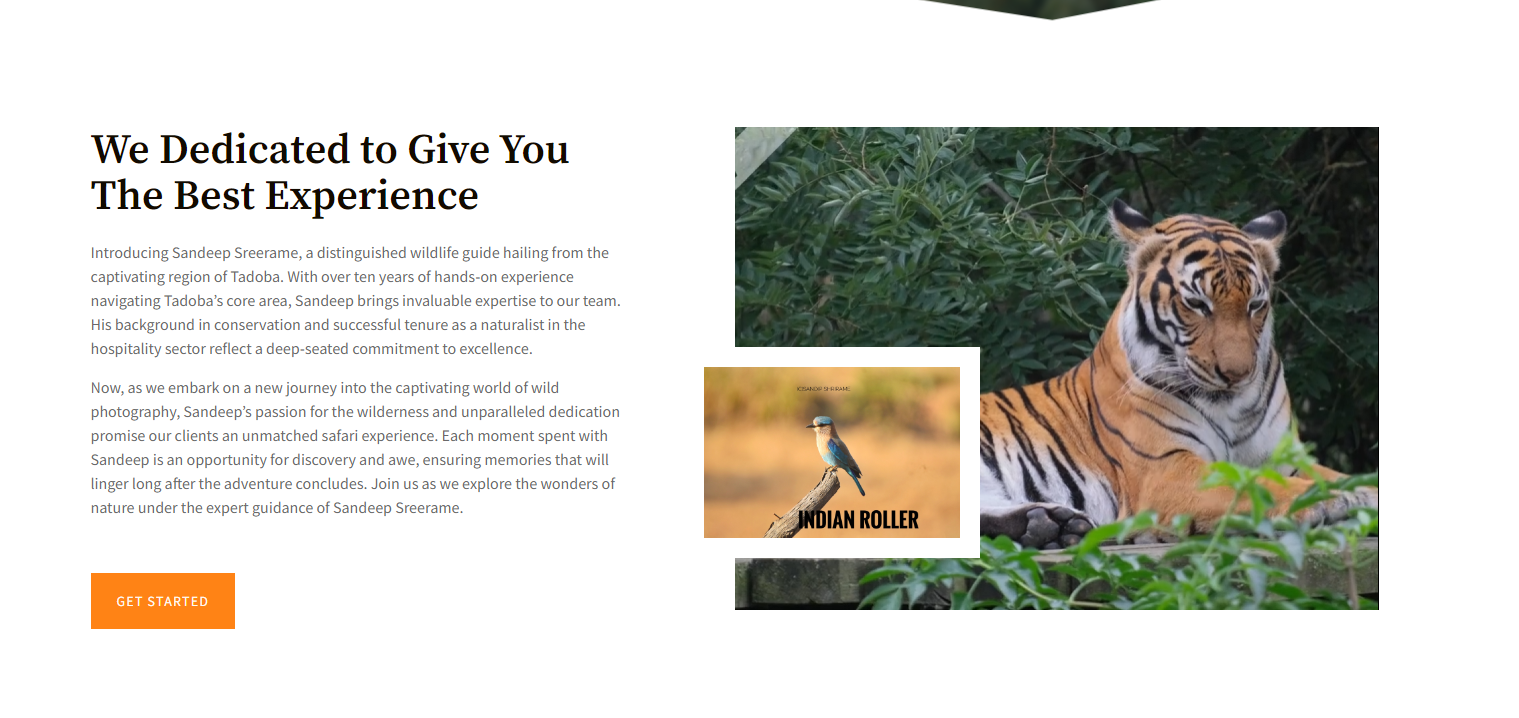 We Dedicated to Give You
The Best Experience
Introducing Sandeep Sreerame, a distinguished wildlife guide hailing from the
captivating region of Tadoba. With over ten years of hands-on experience
navigating Tadoba’s core area, Sandeep brings invaluable expertise to our team.
His background in conservation and successful tenure as a naturalist in the
hospitality sector reflect a deep-seated commitment to excellence.
Now, as we embark on a new journey into the captivating world of wild
photography, Sandeep’s passion for the wilderness and unparalleled dedication
promise our clients an unmatched safari experience. Each moment spent with
Sandeep is an opportunity for discovery and awe, ensuring memories that will
linger long after the adventure concludes. Join us as we explore the wonders of
nature under the expert guidance of Sandeep Sreerame.
GET STARTED
SHRIRAME
INDIAN ROLLER